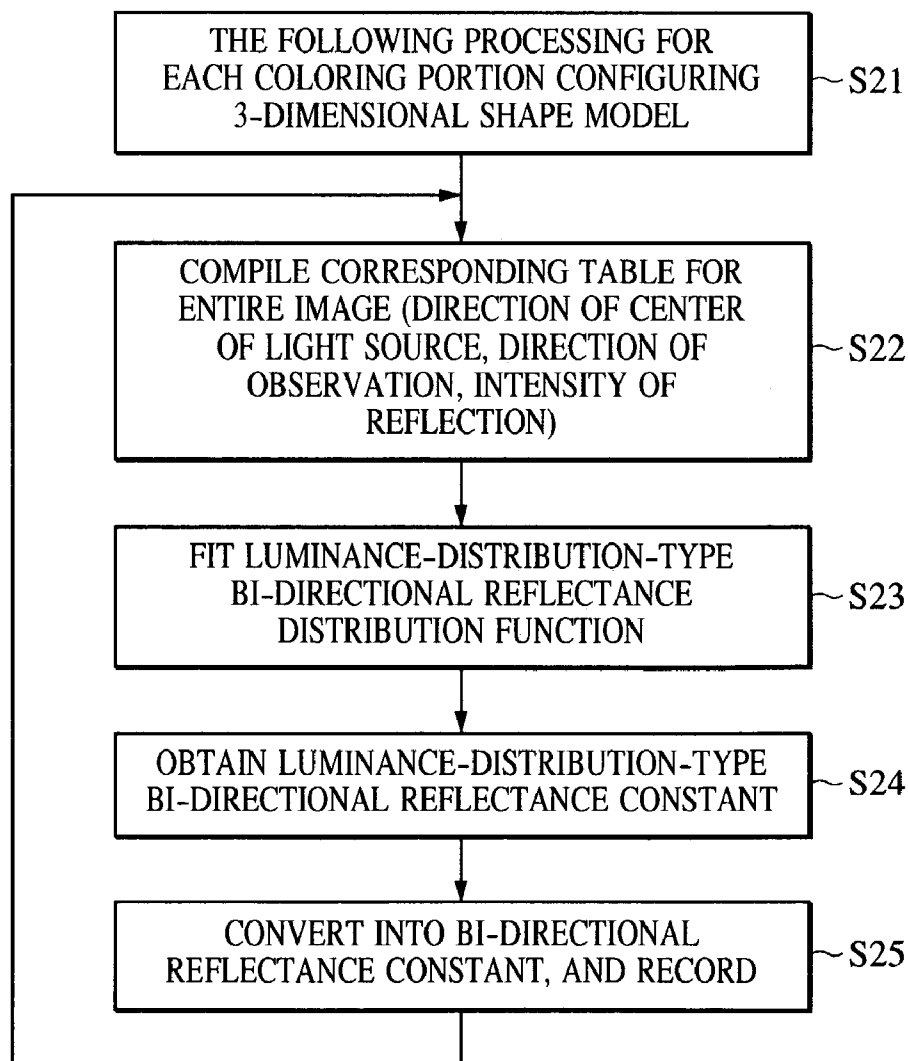 THE FOLLOWING PROCESSING FOR
EACH COLORING PORTION CONFIGURING
3-DIMENSIONAL SHAPE MODEL
S21
COMPILE CORRESPONDING TABLE FOR
ENTIRE IMAGE (DIRECTION OF CENTER
OF LIGHT SOURCE, DIRECTION OF
OBSERVATION, INTENSITY OF
REFLECTION)
S22
FIT LUMINANCE-DISTRIBUTION-TYPE
BI-DIRECTIONAL REFLECTANCE
DISTRIBUTION FUNCTION
S23
OBTAIN LUMINANCE-DISTRIBUTION-TYPE
BI-DIRECTIONAL REFLECTANCE CONSTANT
S24
CONVERT INTO BI-DIRECTIONAL
REFLECTANCE CONSTANT, AND RECORD
S25